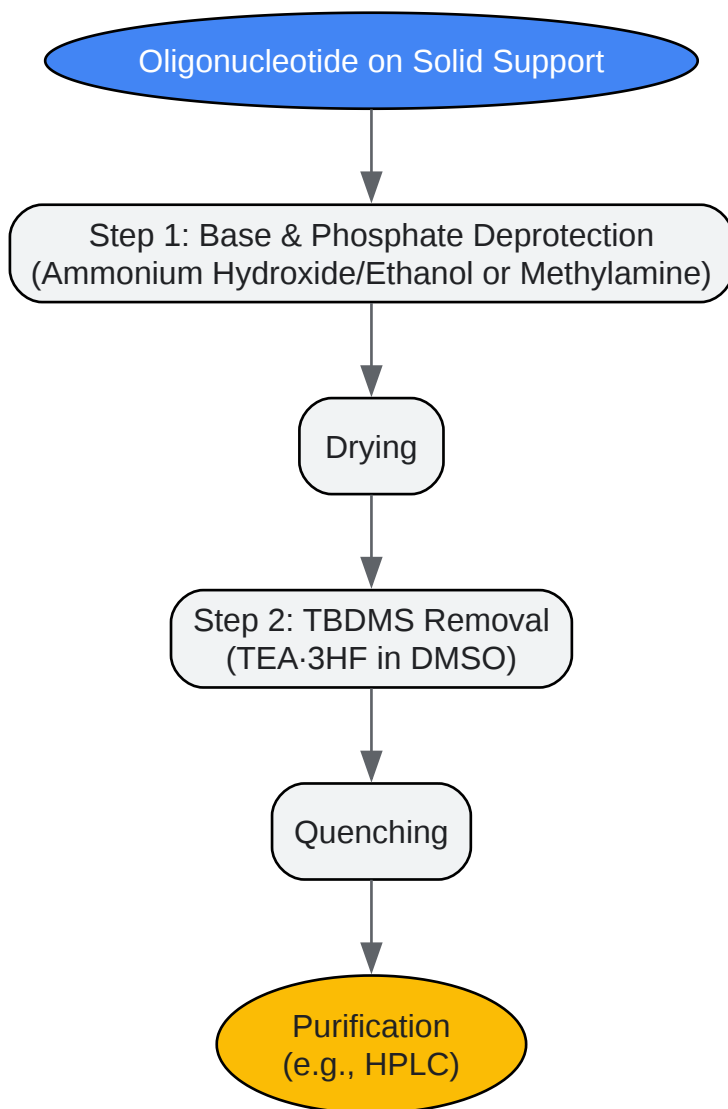 Oligonucleotide on Solid Support
Step 1: Base & Phosphate Deprotection
(Ammonium Hydroxide/Ethanol or Methylamine)
Drying
Step 2: TBDMS Removal
(TEA·3HF in DMSO)
Quenching
Purification
(e.g., HPLC)